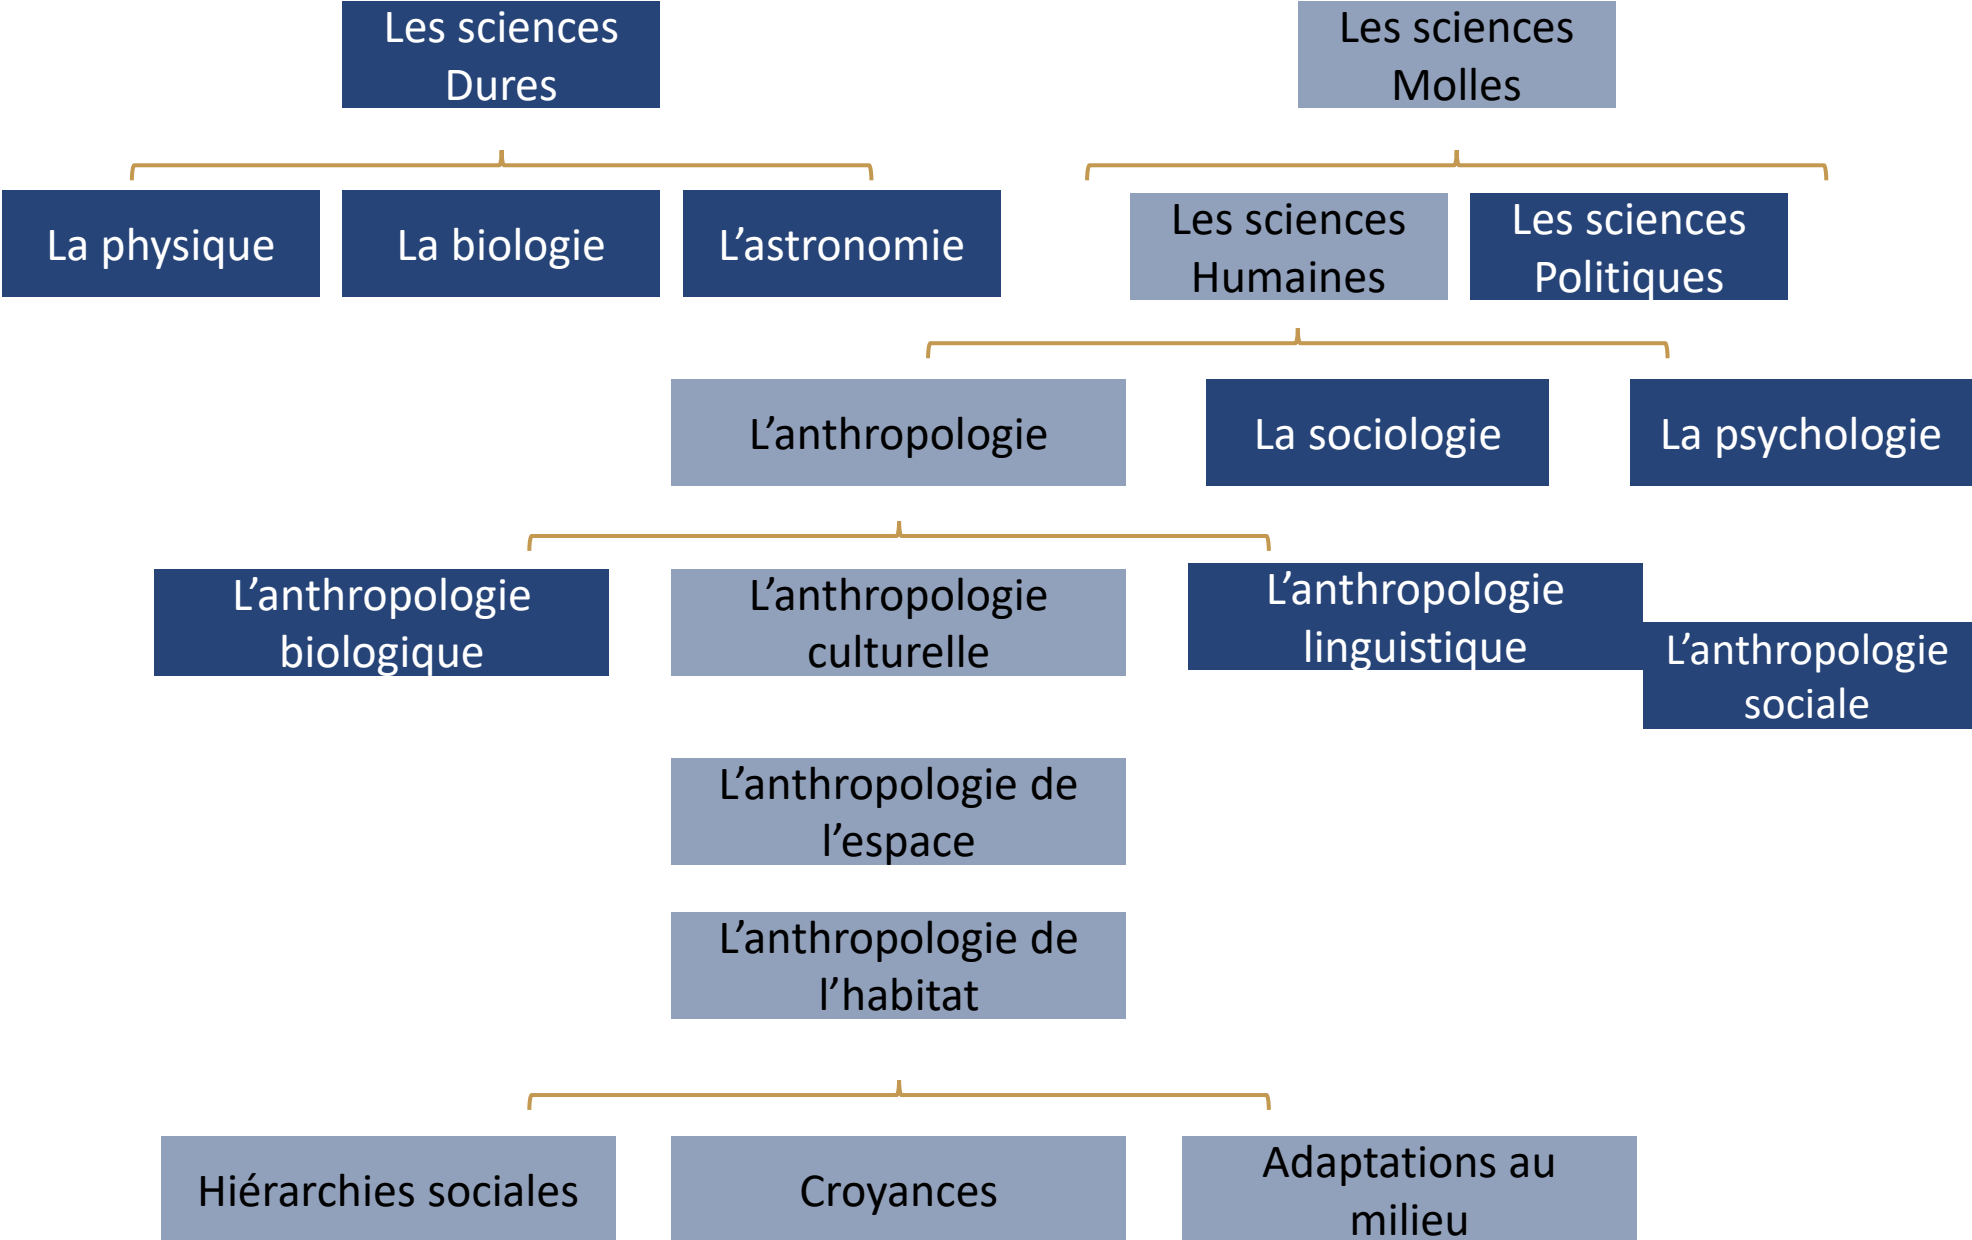 Les sciences
Dures
Les sciences
Molles
La physique
La biologie
L’astronomie
Les sciences
Humaines
Les sciences
Politiques
L’anthropologie
La sociologie
La psychologie
L’anthropologie
biologique
L’anthropologie
culturelle
L’anthropologie
linguistique
L’anthropologie
sociale
L’anthropologie de
l’espace
L’anthropologie de
l’habitat
Hiérarchies sociales
Croyances
Adaptations au
milieu